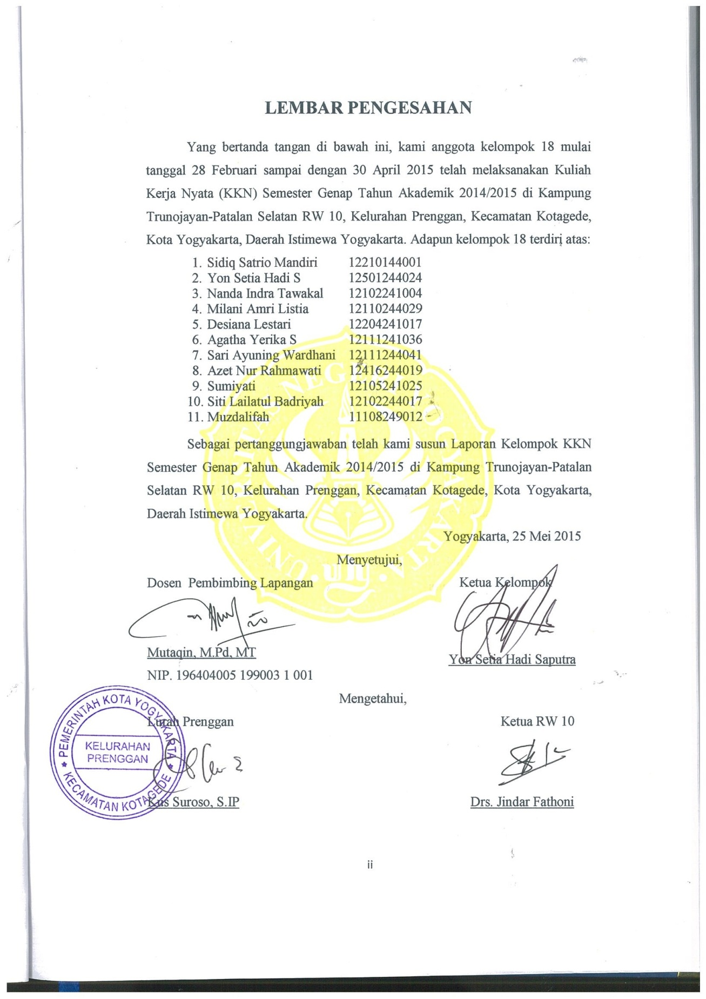 LEMBAR PENGESAHAN
Yang bertanda tangan di bawah ini, kami anggota kelompok 18 mulai
tanggal 28 Februari sampai dengan 30 April 2015 telah melaksanakan Kuliah
Kerja Nyata (KKN) Semester Genap Tahun Akademik 2014/2015 di Kampung
Trunojayan-Patalan Selatan RW 10, Kelurahan Prenggan, Kecamatan Kotagede,
Kota Yogyakarta, Daerah Istimewa Yogyakarta. Adapun kelompok 18 terdiri atas:
1. Sidiq Satrio Mandiri 12210144001
2. Yon Setia Hadi S 12501244024
3. Nanda Indra Tawakal 12102241004
4. Milani Amri Listia 12110244029
5. Desiana Lestari 12204241017
6. Agatha Yerika S 12111241036
7. Sari Ayuning Wardhani 12111244041
8. Azet Nur Rahmawati 12416244019
9. Sumiyati 12105241025
10. Siti Lailatul Badriyah 12102244017
11. Muzdalifah 11108249012
UNIVERSITAS NEGERI YOGYAKARTA
Sebagai pertanggungjawaban telah kami susun Laporan Kelompok KKN
Semester Genap Tahun Akademik 2014/2015 di Kampung Trunojayan-Patalan
Selatan RW 10, Kelurahan Prenggan, Kecamatan Kotagede, Kota Yogyakarta,
Daerah Istimewa Yogyakarta.
Yogyakarta, 25 Mei 2015
Menyetujui,
Dosen Pembimbing Lapangan Ketua Kelompok
Mutaqin, M.Pd, MT Yon Setia Hadi Saputra
NIP. 196404005 199003 1 001
Mengetahui,
Lurah Prenggan Ketua RW 10
PEMERINTAH KOTA YOGYAKARTA
KELURAHAN
PRENGGAN
KECAMATAN KOTAGEDE
Kus Suroso, S.IP Drs. Jindar Fathoni
ii